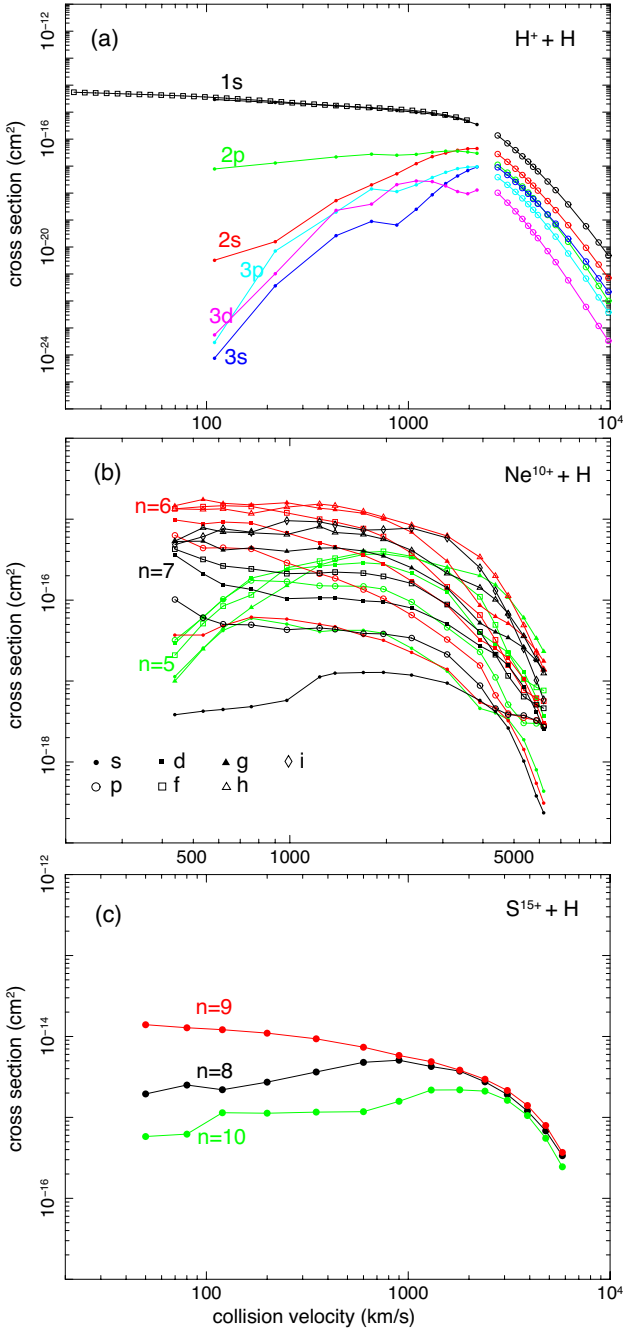 (a)
H⁺ + H
cross section (cm²)
10⁻¹²
10⁻¹⁶
10⁻²⁰
10⁻²⁴
1s
2p
2s
3p
3d
3s
100
1000
10⁴
(b)
Ne¹⁰⁺ + H
cross section (cm²)
10⁻¹⁶
10⁻¹⁸
n=6
n=7
n=5
s
d
g
i
p
f
h
500
1000
5000
(c)
S¹⁵⁺ + H
cross section (cm²)
10⁻¹²
10⁻¹⁴
10⁻¹⁶
n=9
n=8
n=10
100
1000
10⁴
collision velocity (km/s)